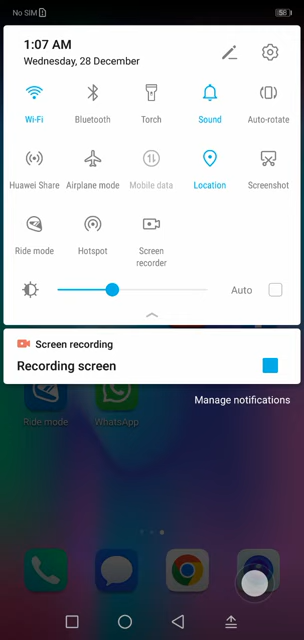 No SIM
58
1:07 AM
Wednesday, 28 December
Wi-Fi
Bluetooth
Torch
Sound
Auto-rotate
Huawei Share
Airplane mode
Mobile data
Location
Screenshot
Ride mode
Hotspot
Screen
recorder
Auto
Screen recording
Recording screen
Manage notifications
Ride mode
WhatsApp